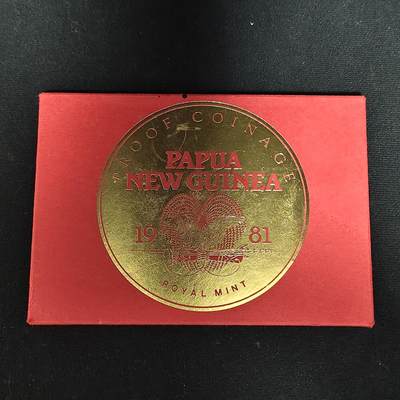 PROOF COINAGE
PAPUA
NEW GUINEA
19 81
ROYAL MINT